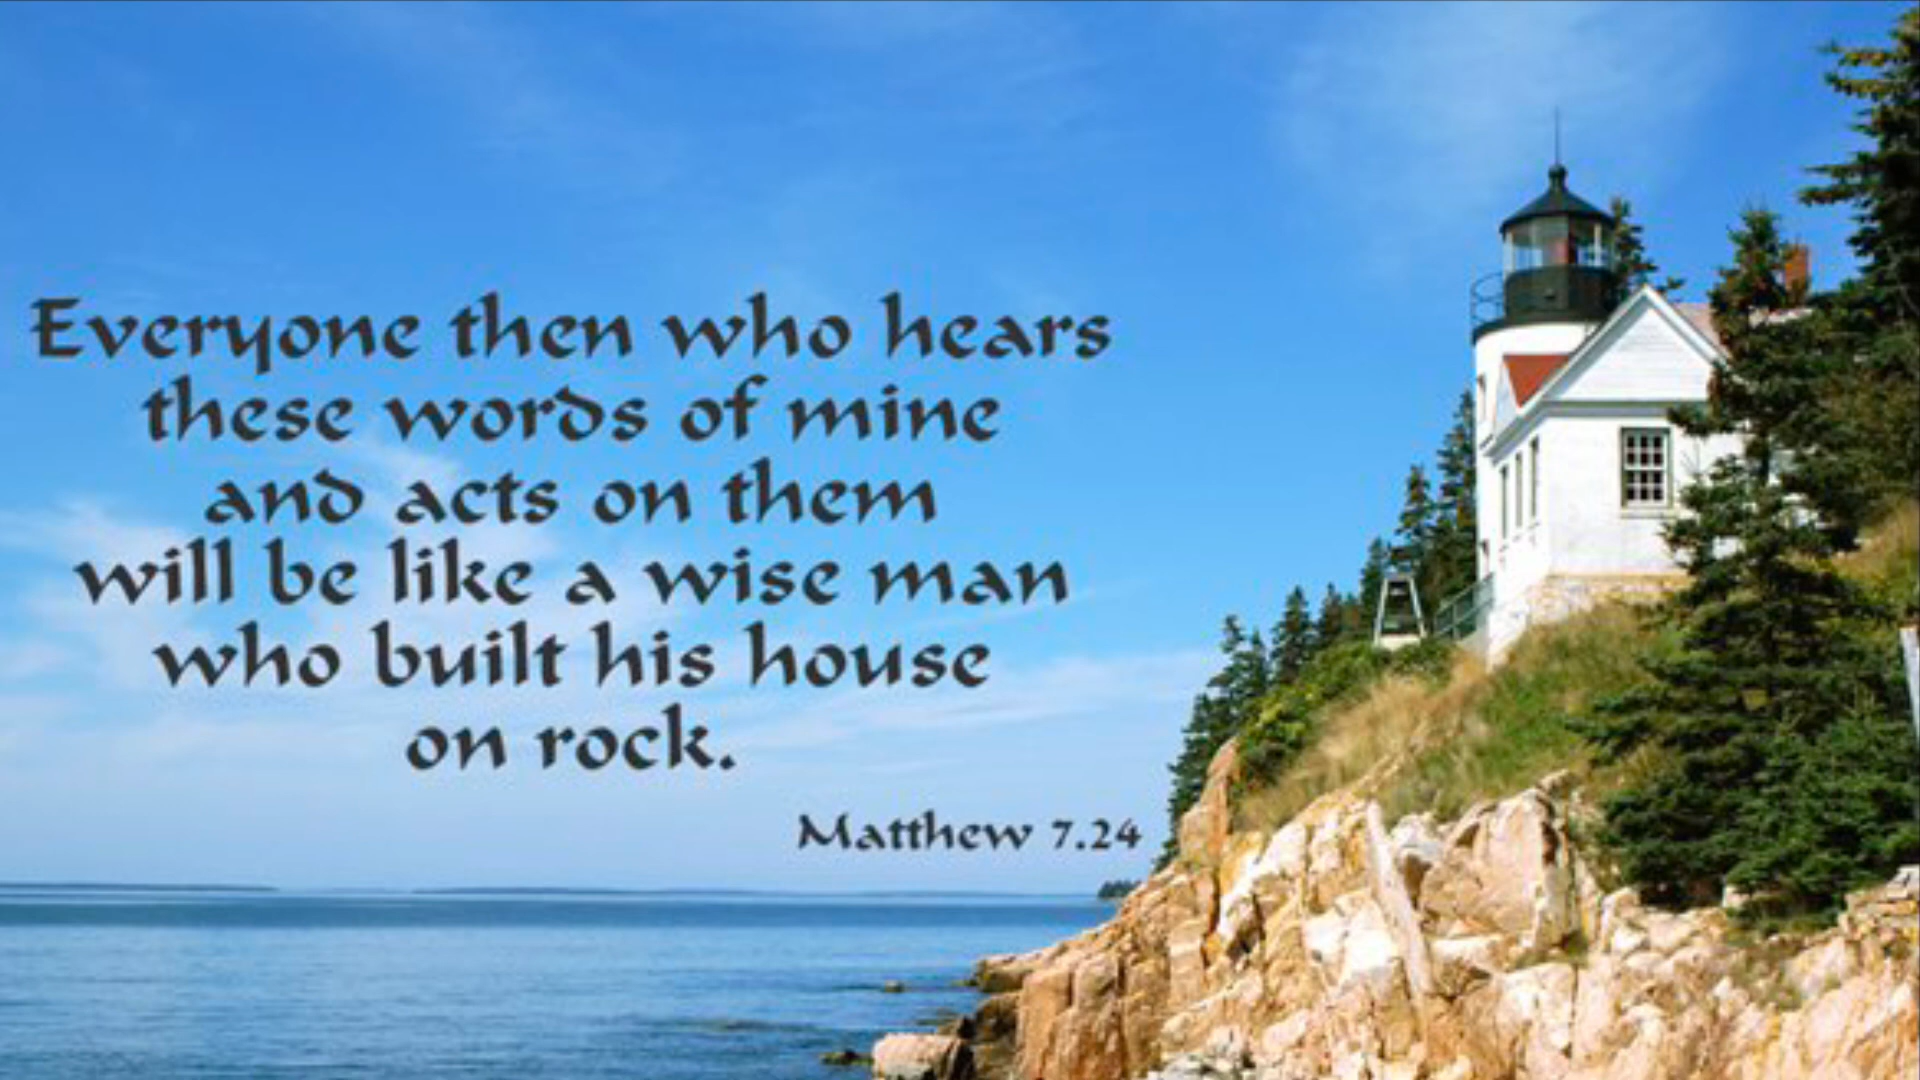 Everyone then who hears
these words of mine
and acts on them
will be like a wise man
who built his house
on rock.
Matthew 7.24